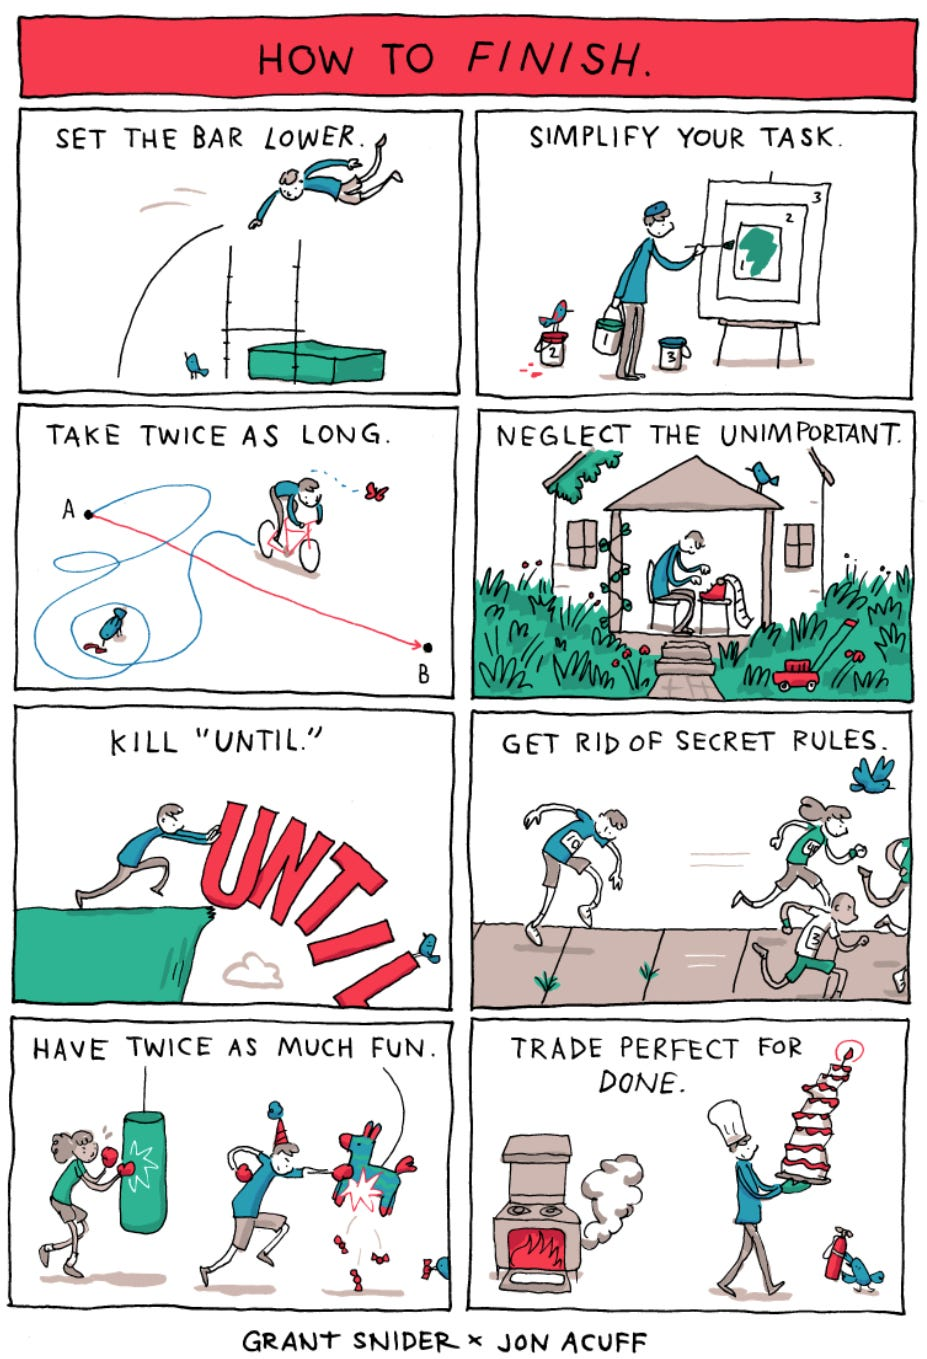 HOW TO FINISH.
SET THE BAR LOWER.
SIMPLIFY YOUR TASK.
3
2
1
1
2
3
TAKE TWICE AS LONG.
A
B
NEGLECT THE UNIMPORTANT.
KILL "UNTIL."
UNTIL
GET RID OF SECRET RULES.
3
HAVE TWICE AS MUCH FUN.
TRADE PERFECT FOR
DONE.
GRANT SNIDER × JON ACUFF